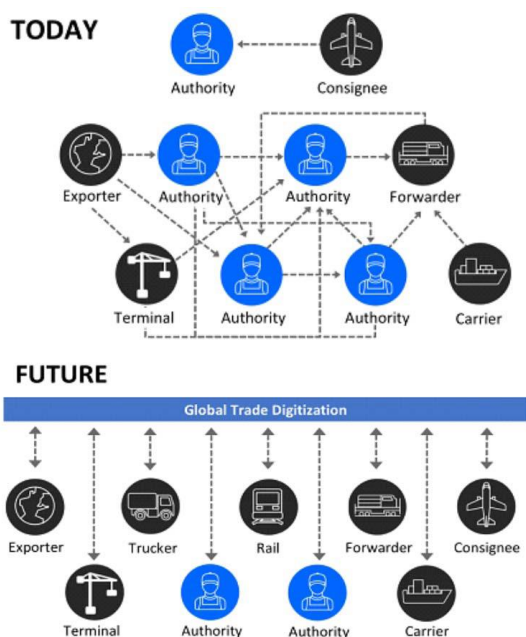 TODAY
Authority
Consignee
Exporter
Authority
Authority
Forwarder
Terminal
Authority
Authority
Carrier
FUTURE
Global Trade Digitization
Exporter
Trucker
Rail
Forwarder
Consignee
Terminal
Authority
Authority
Carrier